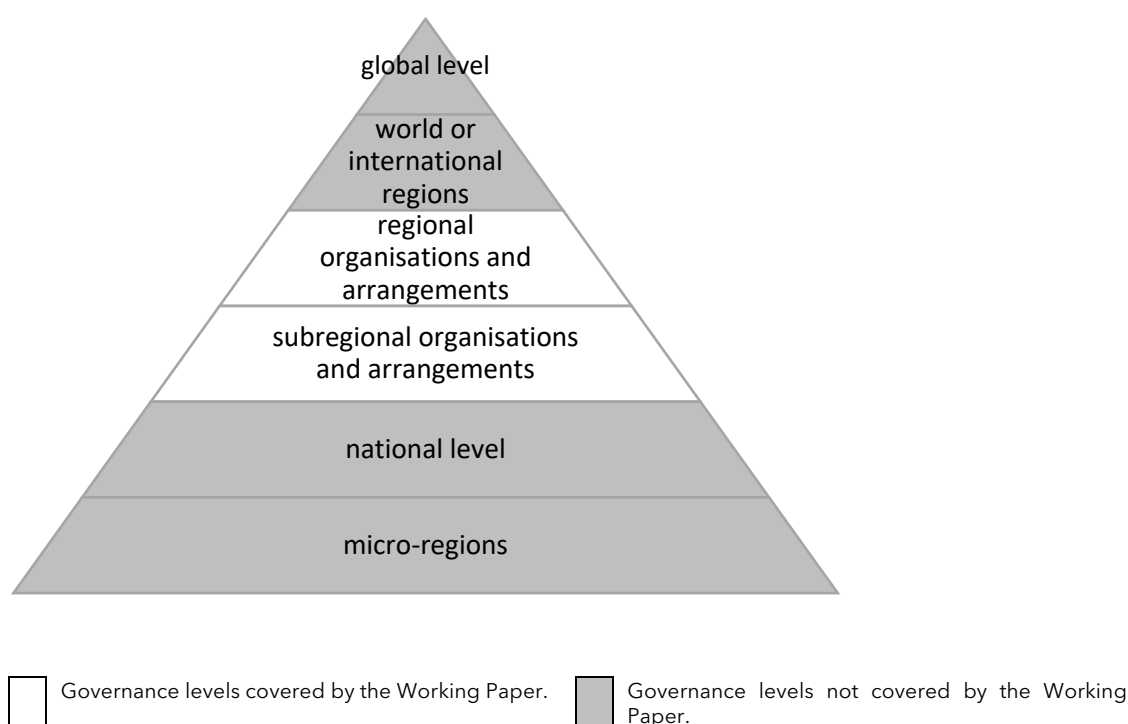 global level
world or
international
regions
regional
organisations and
arrangements
subregional organisations
and arrangements
national level
micro-regions
Governance levels covered by the Working Paper.
Governance levels not covered by the Working
Paper.